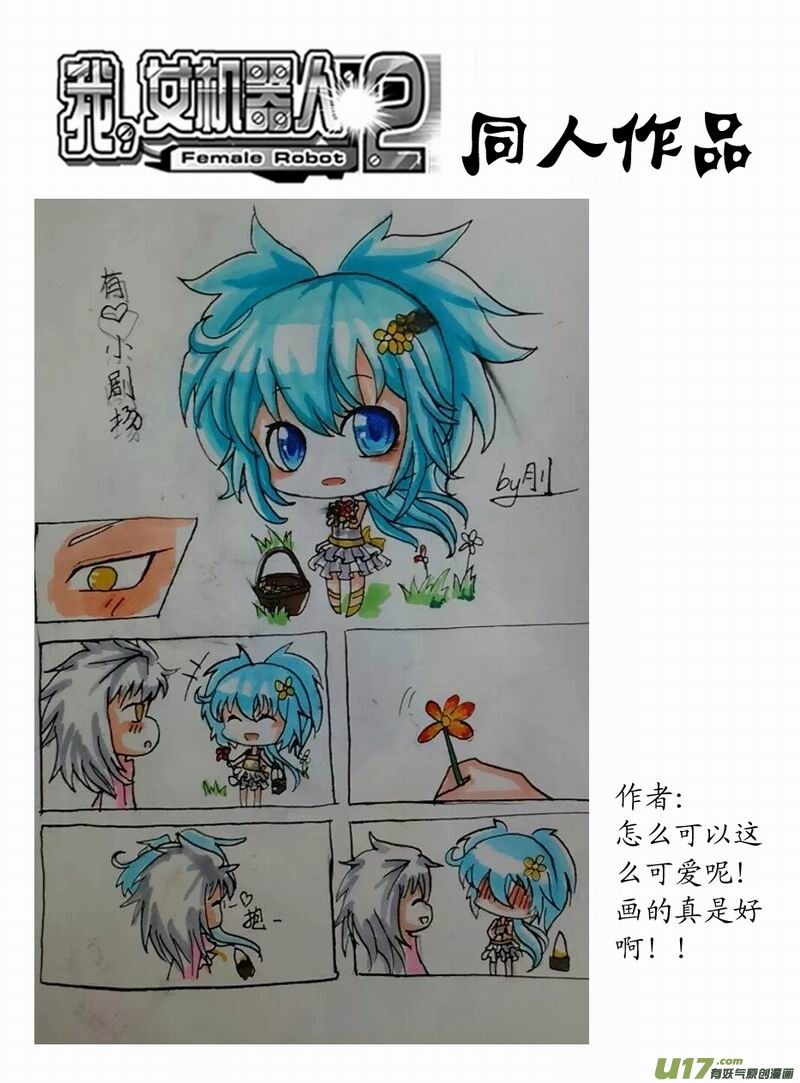 我,女机器人2
Female Robot
同人作品
有♡小剧场
by刖
~♡
抱~
作者：
怎么可以这
么可爱呢！
画的真是好
啊！！
U17.com
有妖气原创漫画